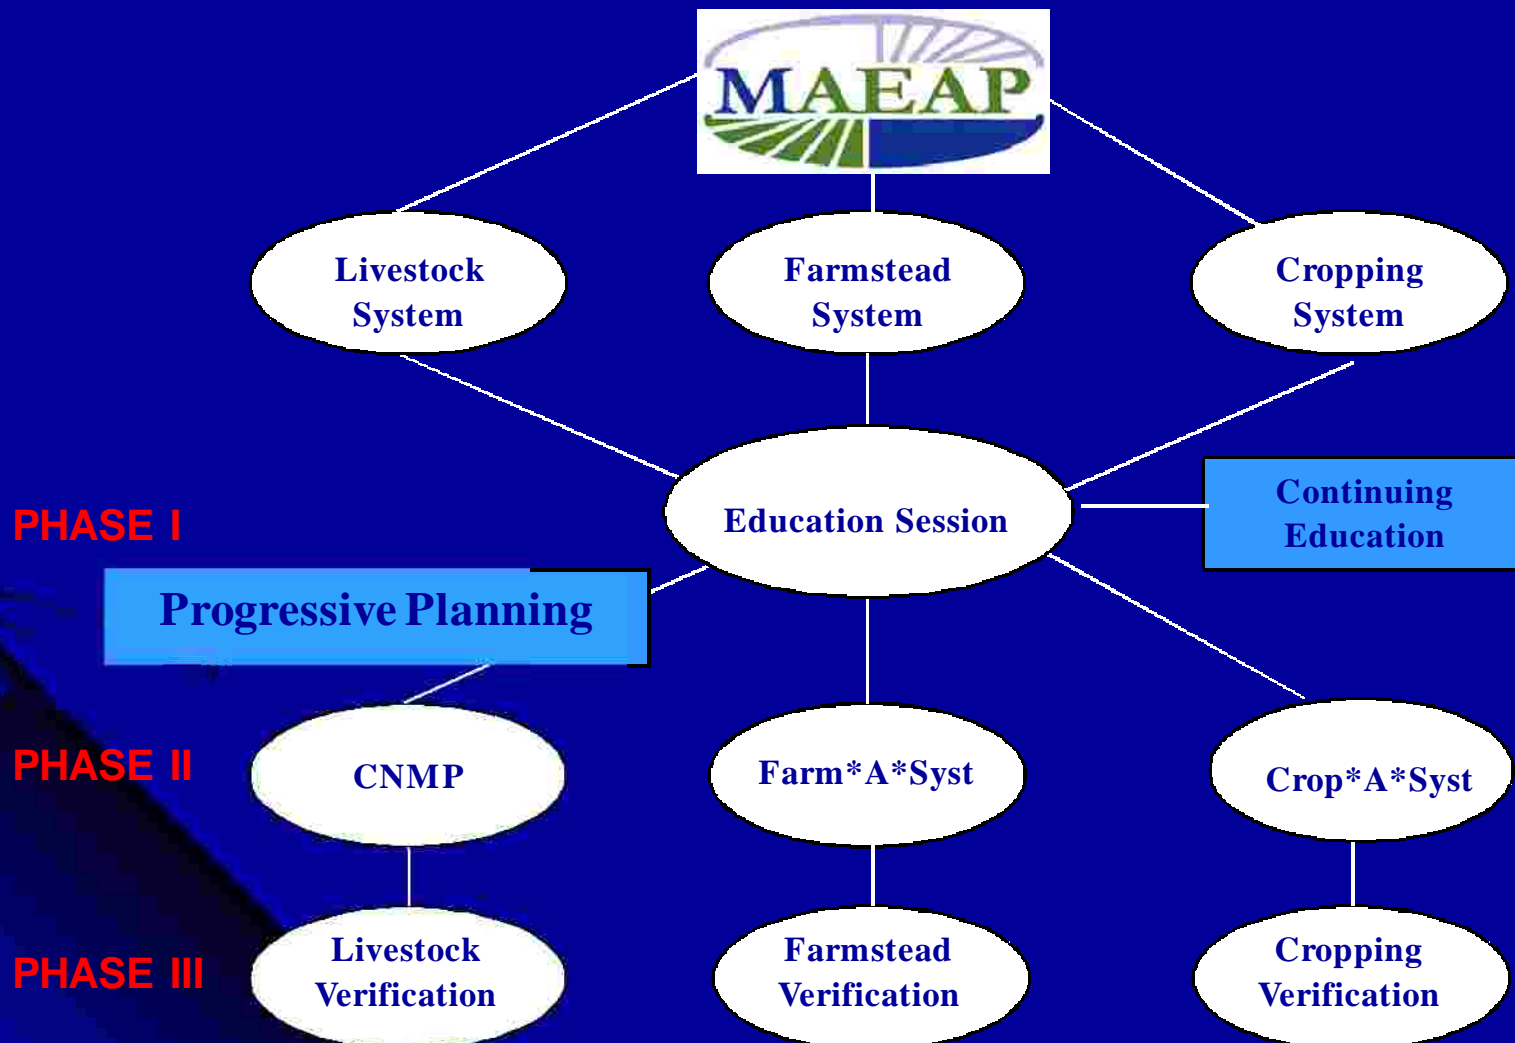 MAEAP
Livestock
System
Farmstead
System
Cropping
System
PHASE I
Education Session
Continuing
Education
Progressive Planning
PHASE II
CNMP
Farm*A*Syst
Crop*A*Syst
PHASE III
Livestock
Verification
Farmstead
Verification
Cropping
Verification